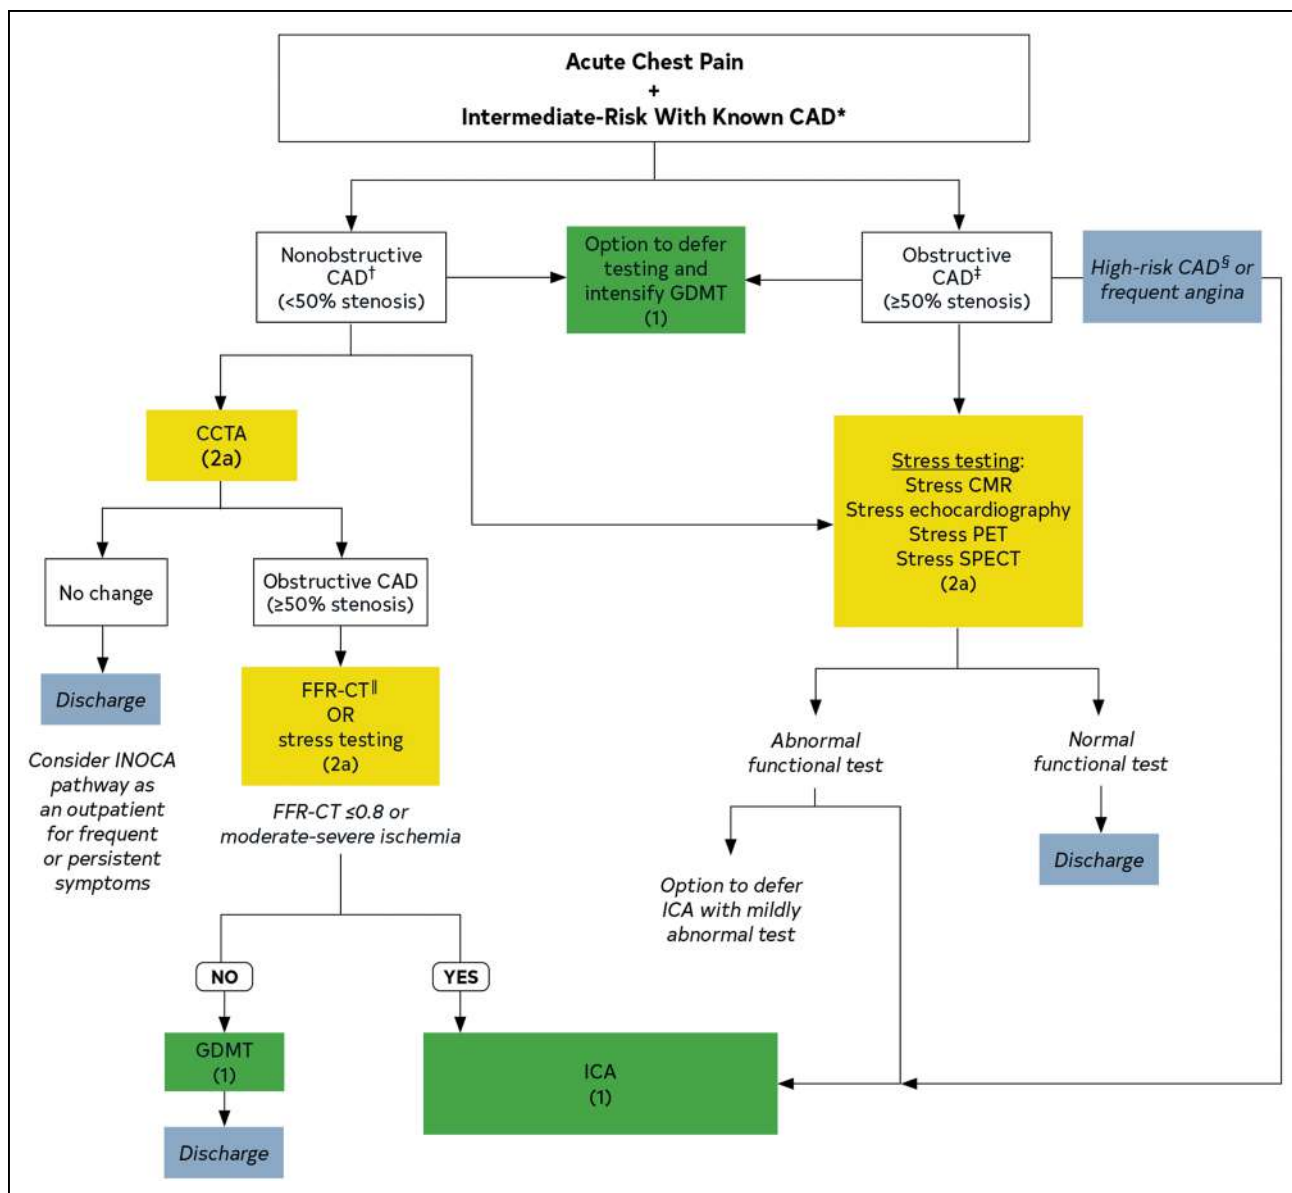 Acute Chest Pain
+
Intermediate-Risk With Known CAD*
Nonobstructive
CAD†
(<50% stenosis)
Option to defer
testing and
intensify GDMT
(1)
Obstructive
CAD‡
(≥50% stenosis)
High-risk CAD§ or
frequent angina
CCTA
(2a)
Stress testing:
Stress CMR
Stress echocardiography
Stress PET
Stress SPECT
(2a)
No change
Obstructive CAD
(≥50% stenosis)
Discharge
Consider INOCA
pathway as
an outpatient
for frequent
or persistent
symptoms
FFR-CT‖
OR
stress testing
(2a)
FFR-CT ≤0.8 or
moderate-severe ischemia
Abnormal
functional test
Normal
functional test
Option to defer
ICA with mildly
abnormal test
Discharge
NO
YES
GDMT
(1)
ICA
(1)
Discharge